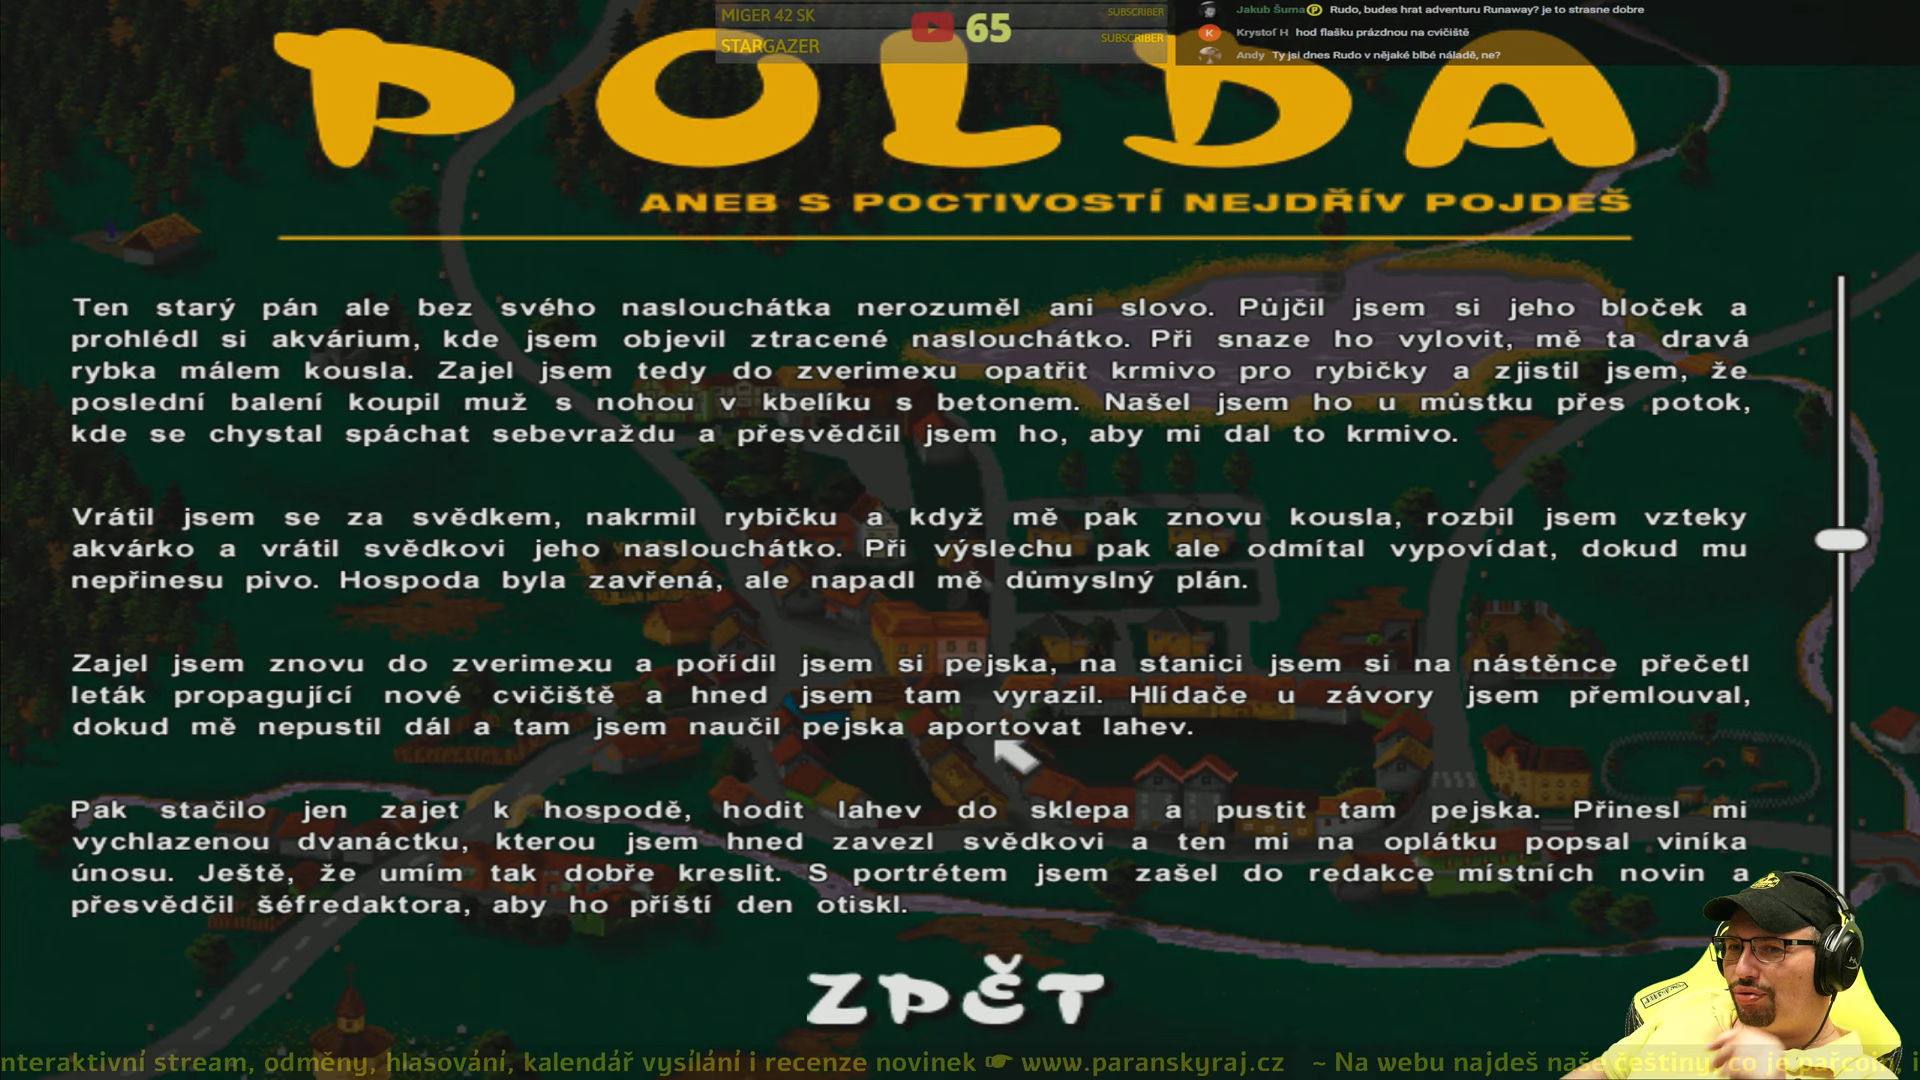 MIGER 42 SK
SUBSCRIBER
STARGAZER
SUBSCRIBER
65
Jakub Šuma Rudo, budes hrat adventuru Runaway? je to strasne dobre
K Krystof H hod flašku prázdnou na cvičiště
Andy Ty jsi dnes Rudo v nějaké blbé náladě, ne?
POLDA
ANEB S POCTIVOSTÍ NEJDŘÍV POJDEŠ
Ten starý pán ale bez svého naslouchátka nerozuměl ani slovo. Půjčil jsem si jeho bloček a
prohlédl si akvárium, kde jsem objevil ztracené naslouchátko. Při snaze ho vylovit, mě ta dravá
rybka málem kousla. Zajel jsem tedy do zverimexu opatřit krmivo pro rybičky a zjistil jsem, že
poslední balení koupil muž s nohou v kbelíku s betonem. Našel jsem ho u můstku přes potok,
kde se chystal spáchat sebevraždu a přesvědčil jsem ho, aby mi dal to krmivo.
Vrátil jsem se za svědkem, nakrmil rybičku a když mě pak znovu kousla, rozbil jsem vzteky
akvárko a vrátil svědkovi jeho naslouchátko. Při výslechu pak ale odmítal vypovídat, dokud mu
nepřinesu pivo. Hospoda byla zavřená, ale napadl mě důmyslný plán.
Zajel jsem znovu do zverimexu a pořídil jsem si pejska, na stanici jsem si na nástěnce přečetl
leták propagující nové cvičiště a hned jsem tam vyrazil. Hlídače u závory jsem přemlouval,
dokud mě nepustil dál a tam jsem naučil pejska aportovat lahev.
Pak stačilo jen zajet k hospodě, hodit lahev do sklepa a pustit tam pejska. Přinesl mi
vychlazenou dvanáctku, kterou jsem hned zavezl svědkovi a ten mi na oplátku popsal viníka
únosu. Ještě, že umím tak dobře kreslit. S portrétem jsem zašel do redakce místních novin a
přesvědčil šéfredaktora, aby ho příští den otiskl.
ZPĚT
nteraktivní stream, odměny, hlasování, kalendář vysílání i recenze novinek 👉 www.paranskyraj.cz ~ Na webu najdeš naše češtiny, co je pařcoin, i